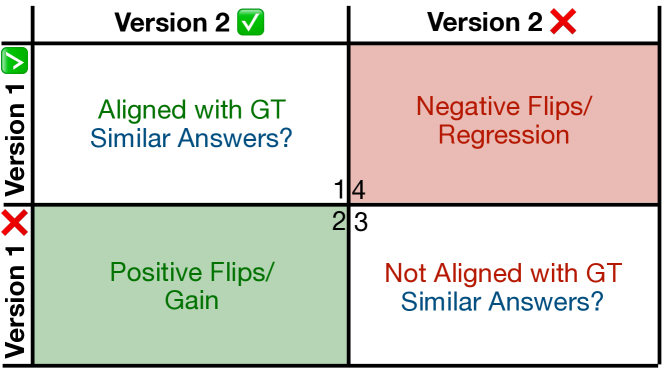 Version 2 ✅
Version 2 ❌
Version 1 ✅
Aligned with GT
Similar Answers?
1
Negative Flips/
Regression
4
Version 1 ❌
Positive Flips/
Gain
2
3
Not Aligned with GT
Similar Answers?